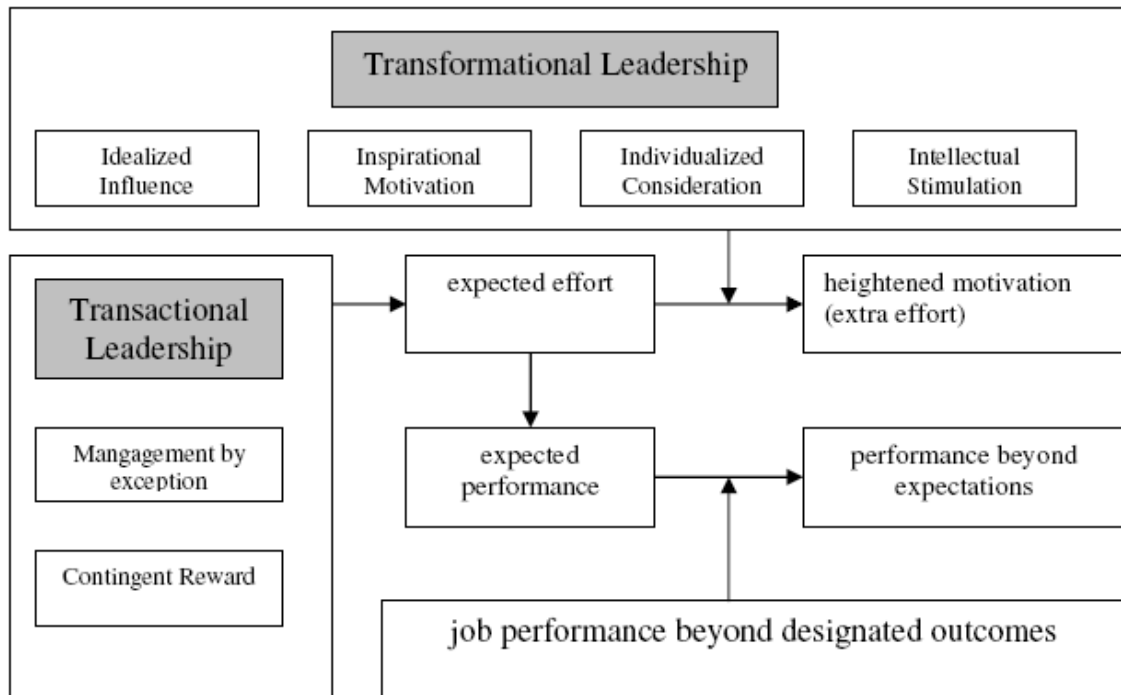 Transformational Leadership
Idealized
Influence
Inspirational
Motivation
Individualized
Consideration
Intellectual
Stimulation
Transactional
Leadership
Mangagement by
exception
Contingent Reward
expected effort
heightened motivation
(extra effort)
expected
performance
performance beyond
expectations
job performance beyond designated outcomes